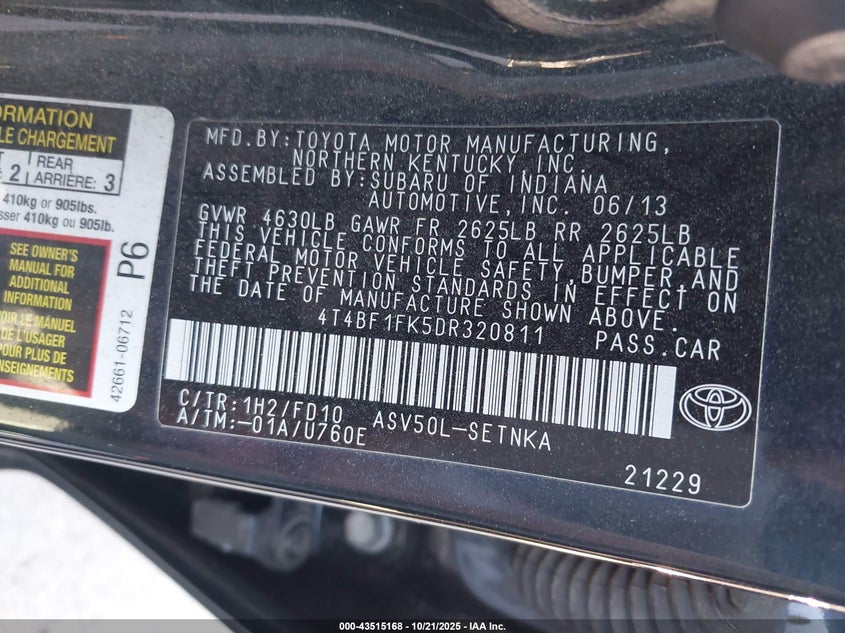 ORMATION
LE CHARGEMENT
2
REAR
ARRIÈRE: 3
410kg or 905lbs.
sser 410kg ou 905lb.
SEE OWNER'S
MANUAL FOR
ADDITIONAL
INFORMATION
VOIR LE MANUEL
DE L'USAGER
POUR PLUS DE
NSEIGNEMENTS
P6
42661-06712
MFD.BY:TOYOTA MOTOR MANUFACTURING,
NORTHERN KENTUCKY,INC.
ASSEMBLED BY:SUBARU OF INDIANA
AUTOMOTIVE,INC. 06/13
GVWR 4630LB GAWR FR 2625LB RR 2625LB
THIS VEHICLE CONFORMS TO ALL APPLICABLE
FEDERAL MOTOR VEHICLE SAFETY,BUMPER,AND
THEFT PREVENTION STANDARDS IN EFFECT ON
THE DATE OF MANUFACTURE SHOWN ABOVE.
4T4BF1FK5DR320811 PASS.CAR
C/TR:1H2/FD10 ASV50L-SETNKA
A/TM:-01A/U760E
TOYOTA
21229
000-43515168 - 10/21/2025 - IAA Inc.